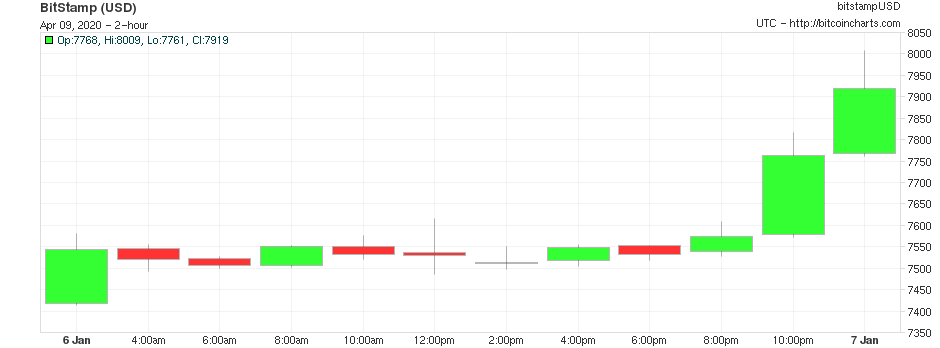 BitStamp (USD)
bitstampUSD
Apr 09, 2020 - 2-hour
UTC - http://bitcoincharts.com
Op:7768, Hi:8009, Lo:7761, Cl:7919
8050
8000
7950
7900
7850
7800
7750
7700
7650
7600
7550
7500
7450
7400
7350
6 Jan 4:00am 6:00am 8:00am 10:00am 12:00pm 2:00pm 4:00pm 6:00pm 8:00pm 10:00pm 7 Jan